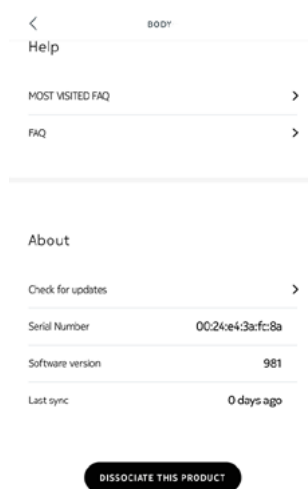 BODY
Help
MOST VISITED FAQ
FAQ
About
Check for updates
Serial Number 00:24:e4:3a:fc:8a
Software version 981
Last sync 0 days ago
DISSOCIATE THIS PRODUCT